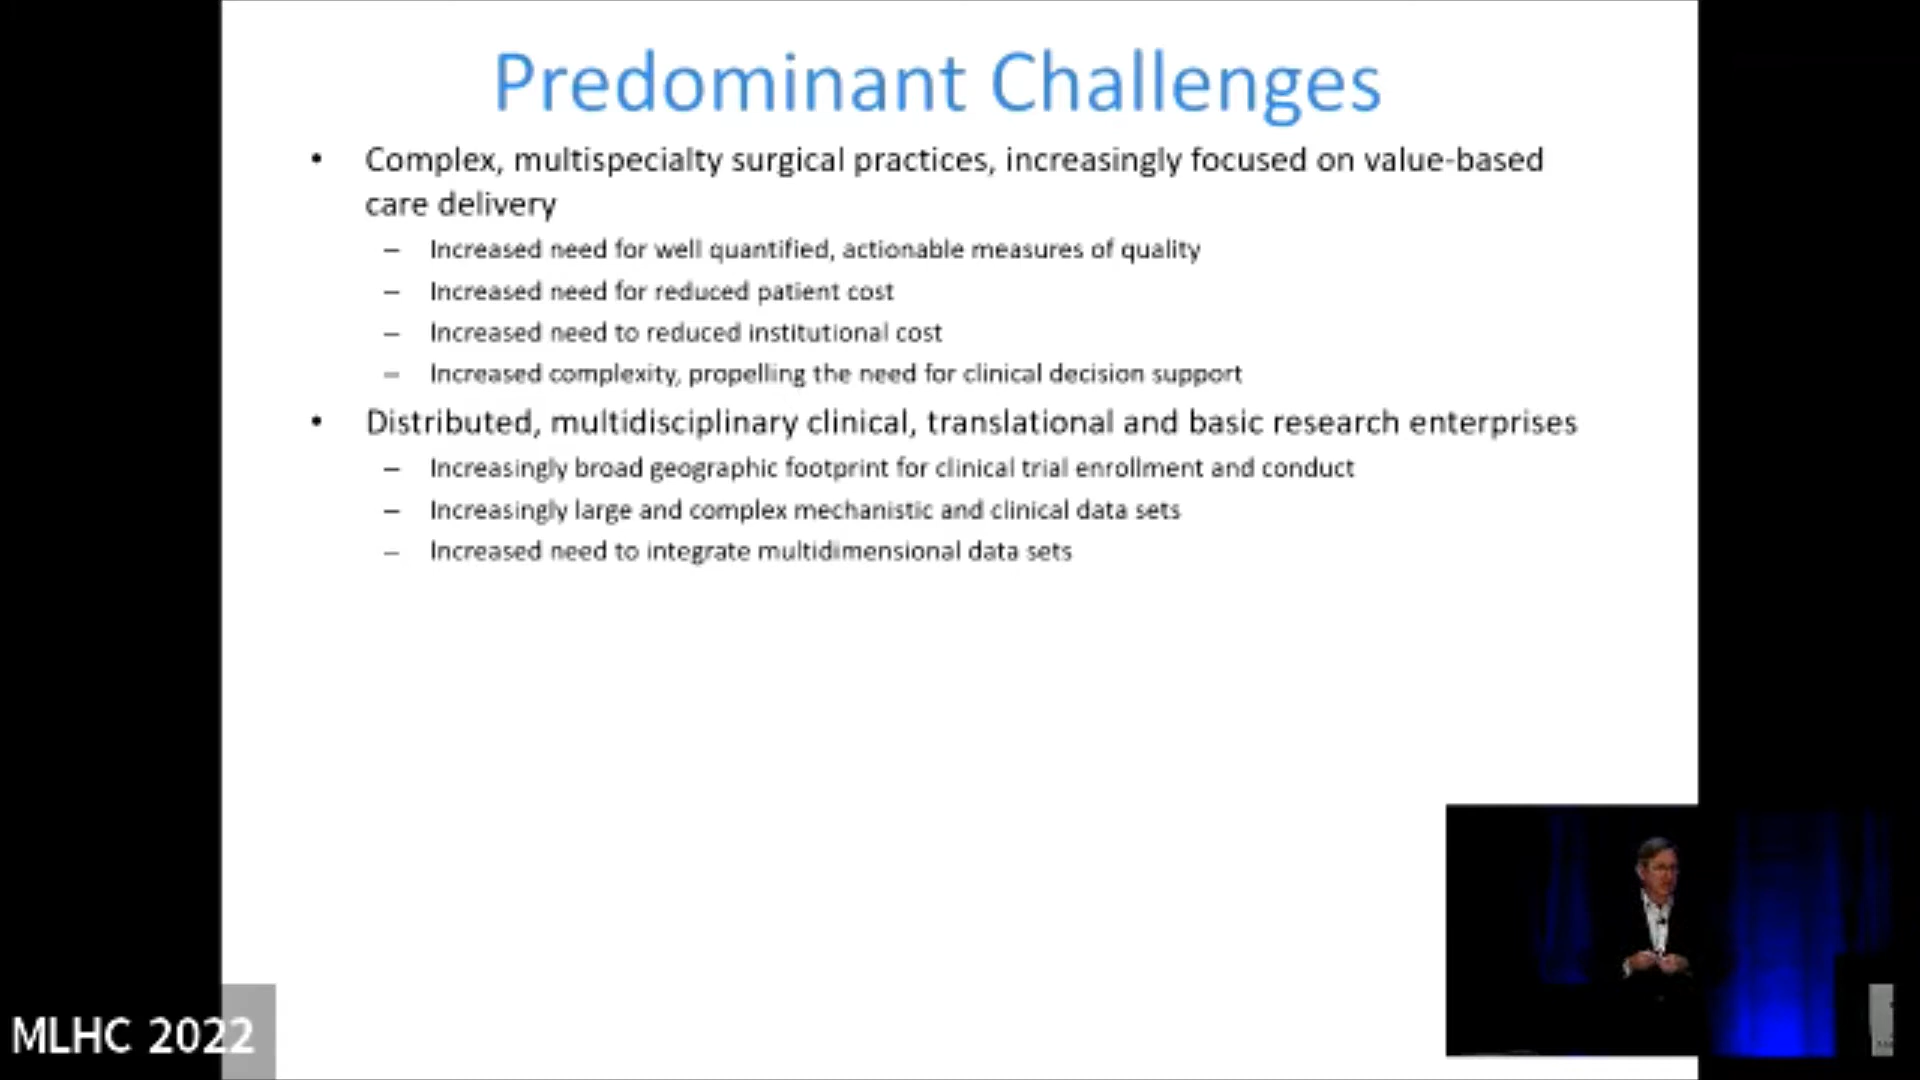 Predominant Challenges
• Complex, multispecialty surgical practices, increasingly focused on value-based
care delivery
– Increased need for well quantified, actionable measures of quality
– Increased need for reduced patient cost
– Increased need to reduced institutional cost
– Increased complexity, propelling the need for clinical decision support
• Distributed, multidisciplinary clinical, translational and basic research enterprises
– Increasingly broad geographic footprint for clinical trial enrollment and conduct
– Increasingly large and complex mechanistic and clinical data sets
– Increased need to integrate multidimensional data sets
MLHC 2022